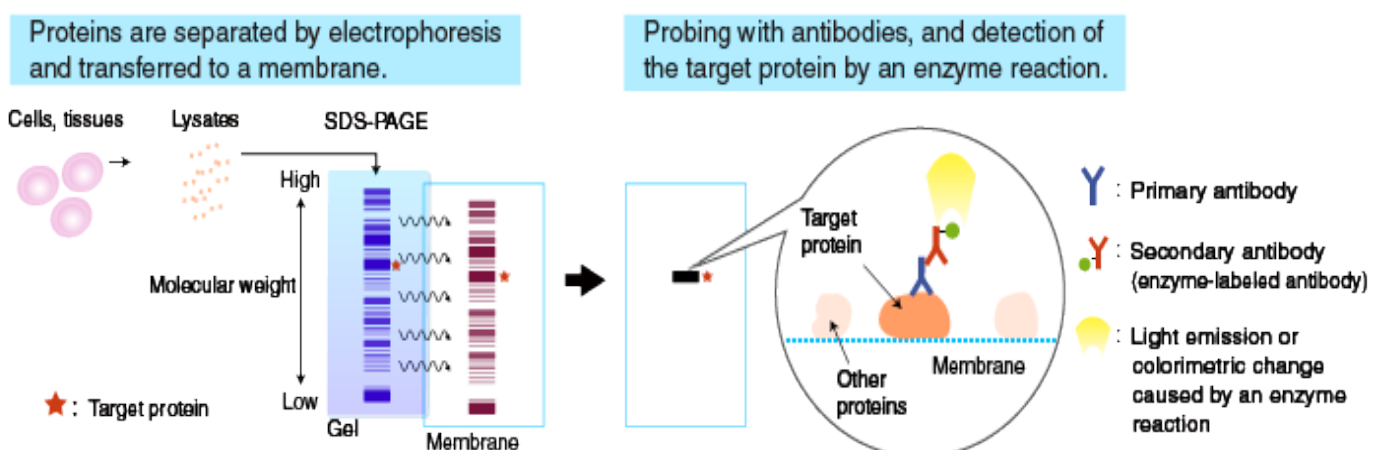 Proteins are separated by electrophoresis
and transferred to a membrane.
Probing with antibodies, and detection of
the target protein by an enzyme reaction.
Cells, tissues
Lysates
SDS-PAGE
High
Molecular weight
Low
Gel
Membrane
: Target protein
Target
protein
Other
proteins
Membrane
: Primary antibody
: Secondary antibody
(enzyme-labeled antibody)
: Light emission or
colorimetric change
caused by an enzyme
reaction